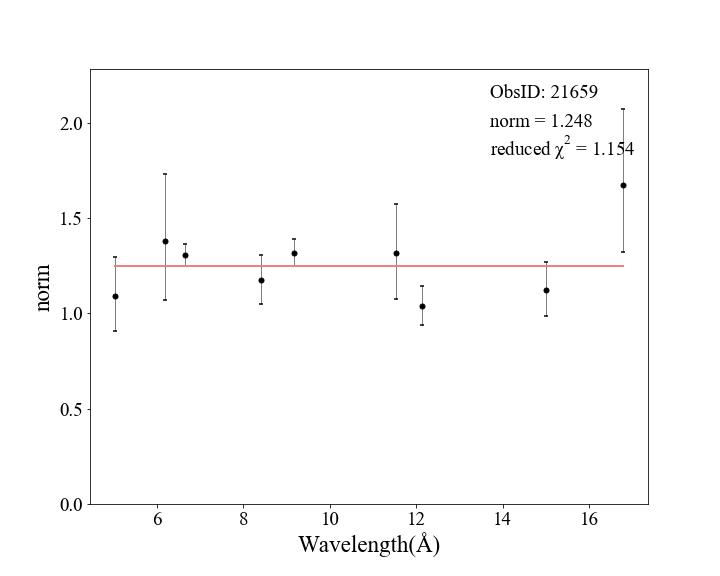 ObsID: 21659
norm = 1.248
reduced χ² = 1.154
2.0
1.5
1.0
0.5
0.0
norm
6 8 10 12 14 16
Wavelength(Å)